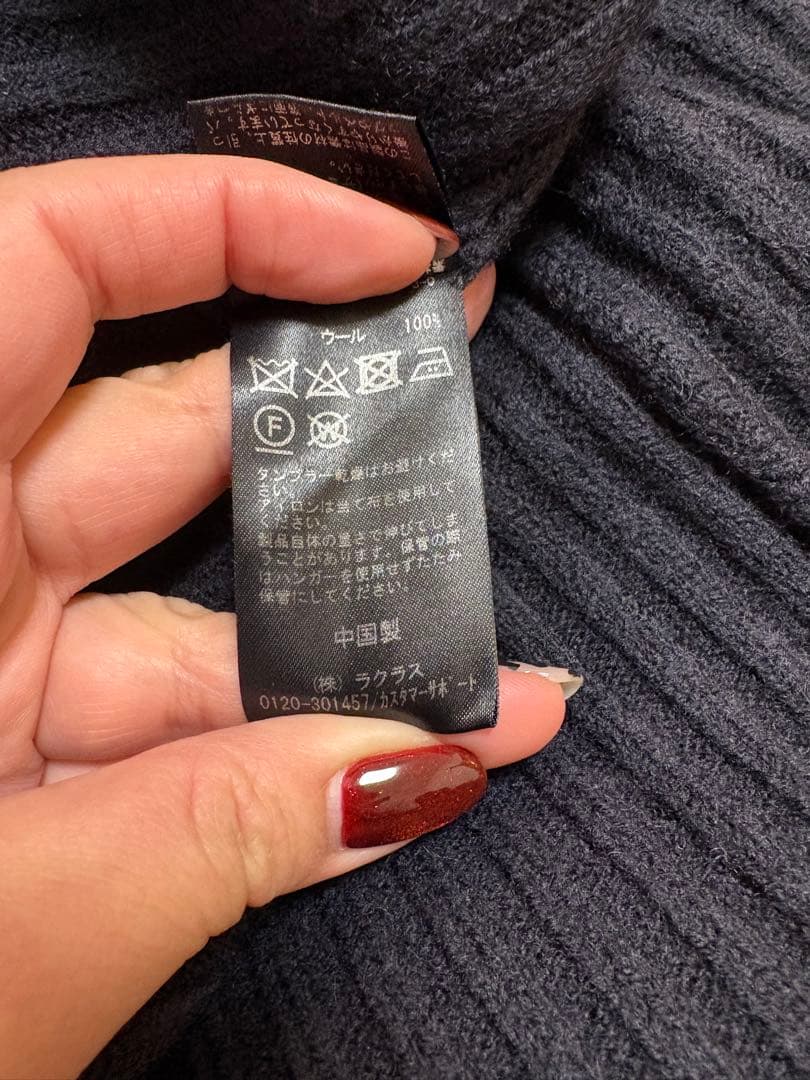 ウール 100%
F
W
タンブラー乾燥はお避けくだ
さい。
アイロンは当て布を使用して
ください。
製品自体の重さで伸びてしま
うことがあります。保管の際
はハンガーを使用せずたたみ
保管にしてください。
中国製
(株) ラクラス
0120-301457/カスタマーサポート